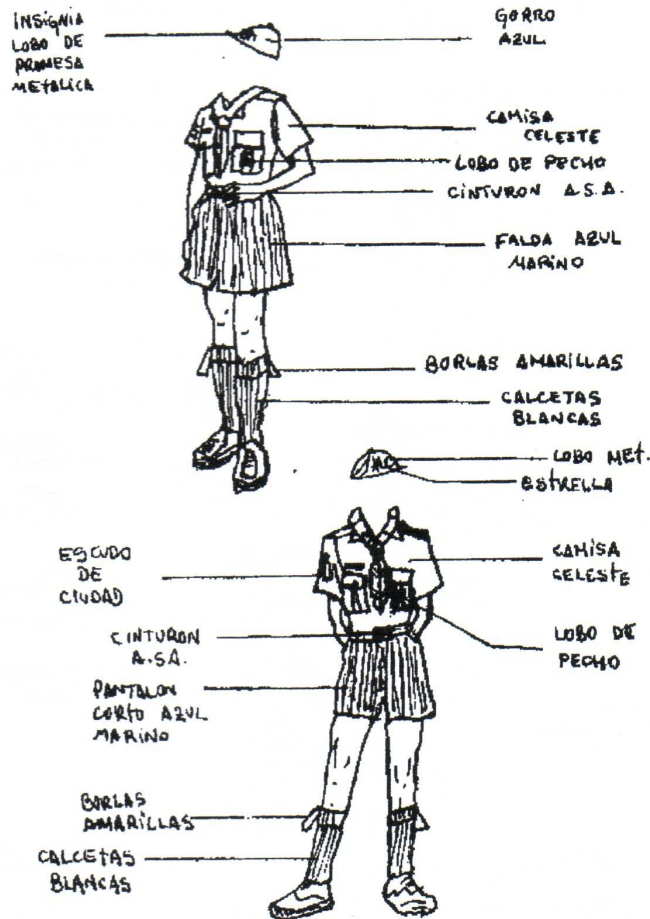 INSIGNIA
LOBO DE
PROMESA
METALICA
GORRO
AZUL
CAMISA
CELESTE
LOBO DE PECHO
CINTURON A.S.A.
FALDA AZUL
MARINO
BORLAS AMARILLAS
CALCETAS
BLANCAS
LOBO MET.
ESTRELLA
ESCUDO
DE
CIUDAD
CAMISA
CELESTE
CINTURON
A.SA.
LOBO DE
PECHO
PANTALON
CORTO AZUL
MARINO
BORLAS
AMARILLAS
CALCETAS
BLANCAS